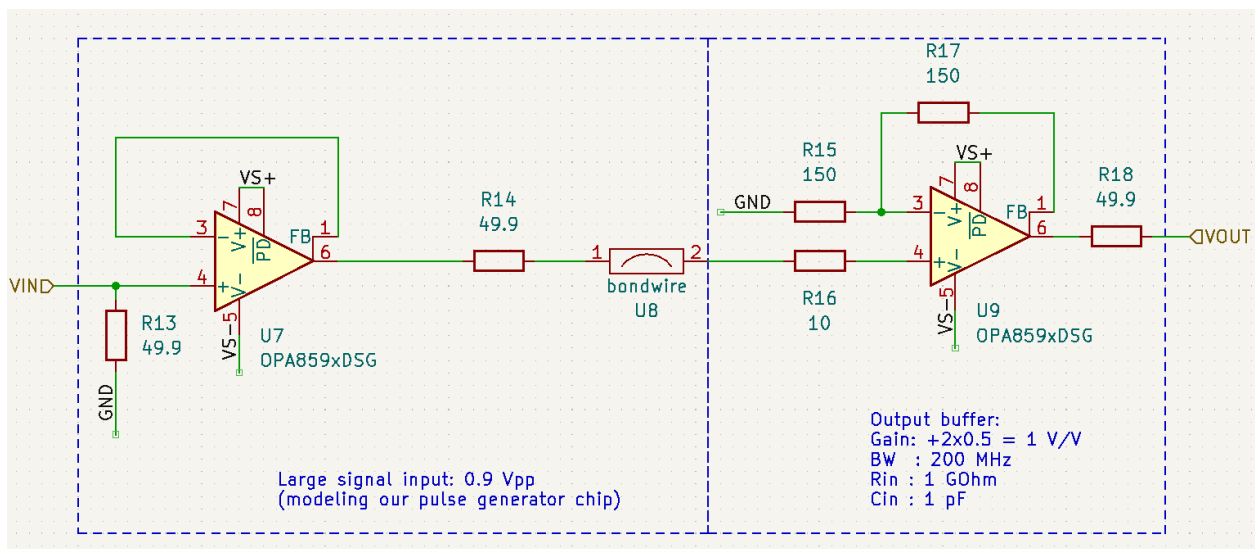 R17
150
R15
150
VS+
7
8
R18
49.9
GND
3
-
V+
PD
FB
1
6
VOUT
4
+
V-
R16
10
VS-
5
U9
OPA859xDSG
VS+
7
8
R14
49.9
3
-
V+
PD
FB
1
6
1
2
bondwire
U8
VIN
4
+
V-
R13
49.9
VS-
5
U7
OPA859xDSG
GND
Output buffer:
Gain: +2x0.5 = 1 V/V
BW  : 200 MHz
Rin : 1 GOhm
Cin : 1 pF
Large signal input: 0.9 Vpp
(modeling our pulse generator chip)